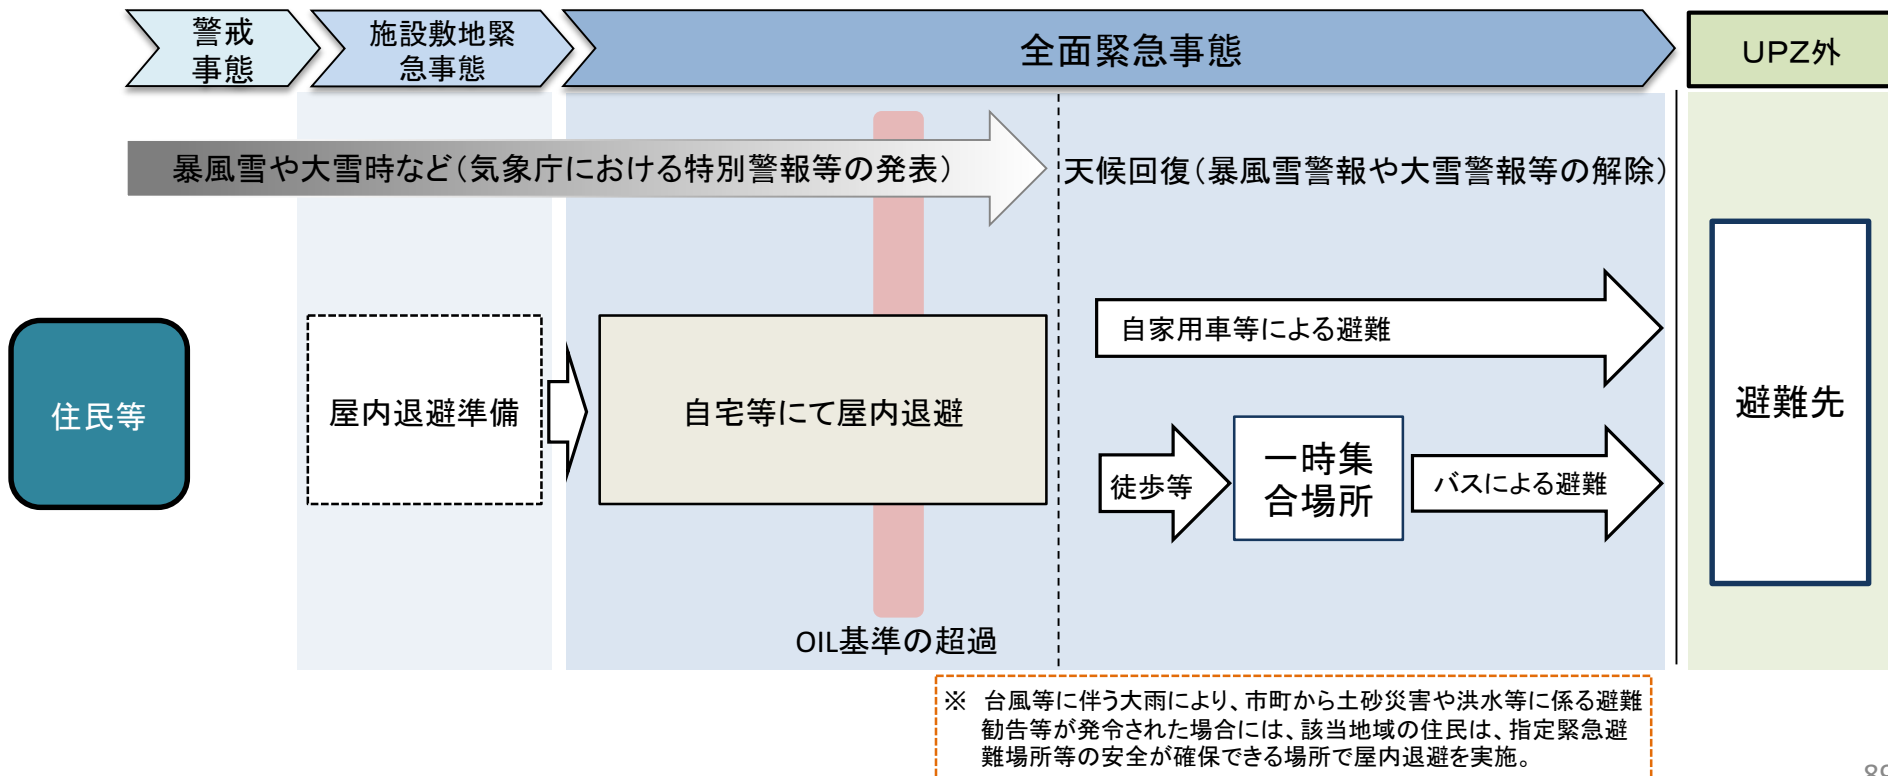 警戒
事態
施設敷地緊
急事態
全面緊急事態
UPZ外
暴風雪や大雪時など(気象庁における特別警報等の発表)
天候回復(暴風雪警報や大雪警報等の解除)
住民等
屋内退避準備
自宅等にて屋内退避
自家用車等による避難
徒歩等
一時集
合場所
バスによる避難
避難先
OIL基準の超過
※ 台風等に伴う大雨により、市町から土砂災害や洪水等に係る避難
勧告等が発令された場合には、該当地域の住民は、指定緊急避
難場所等の安全が確保できる場所で屋内退避を実施。